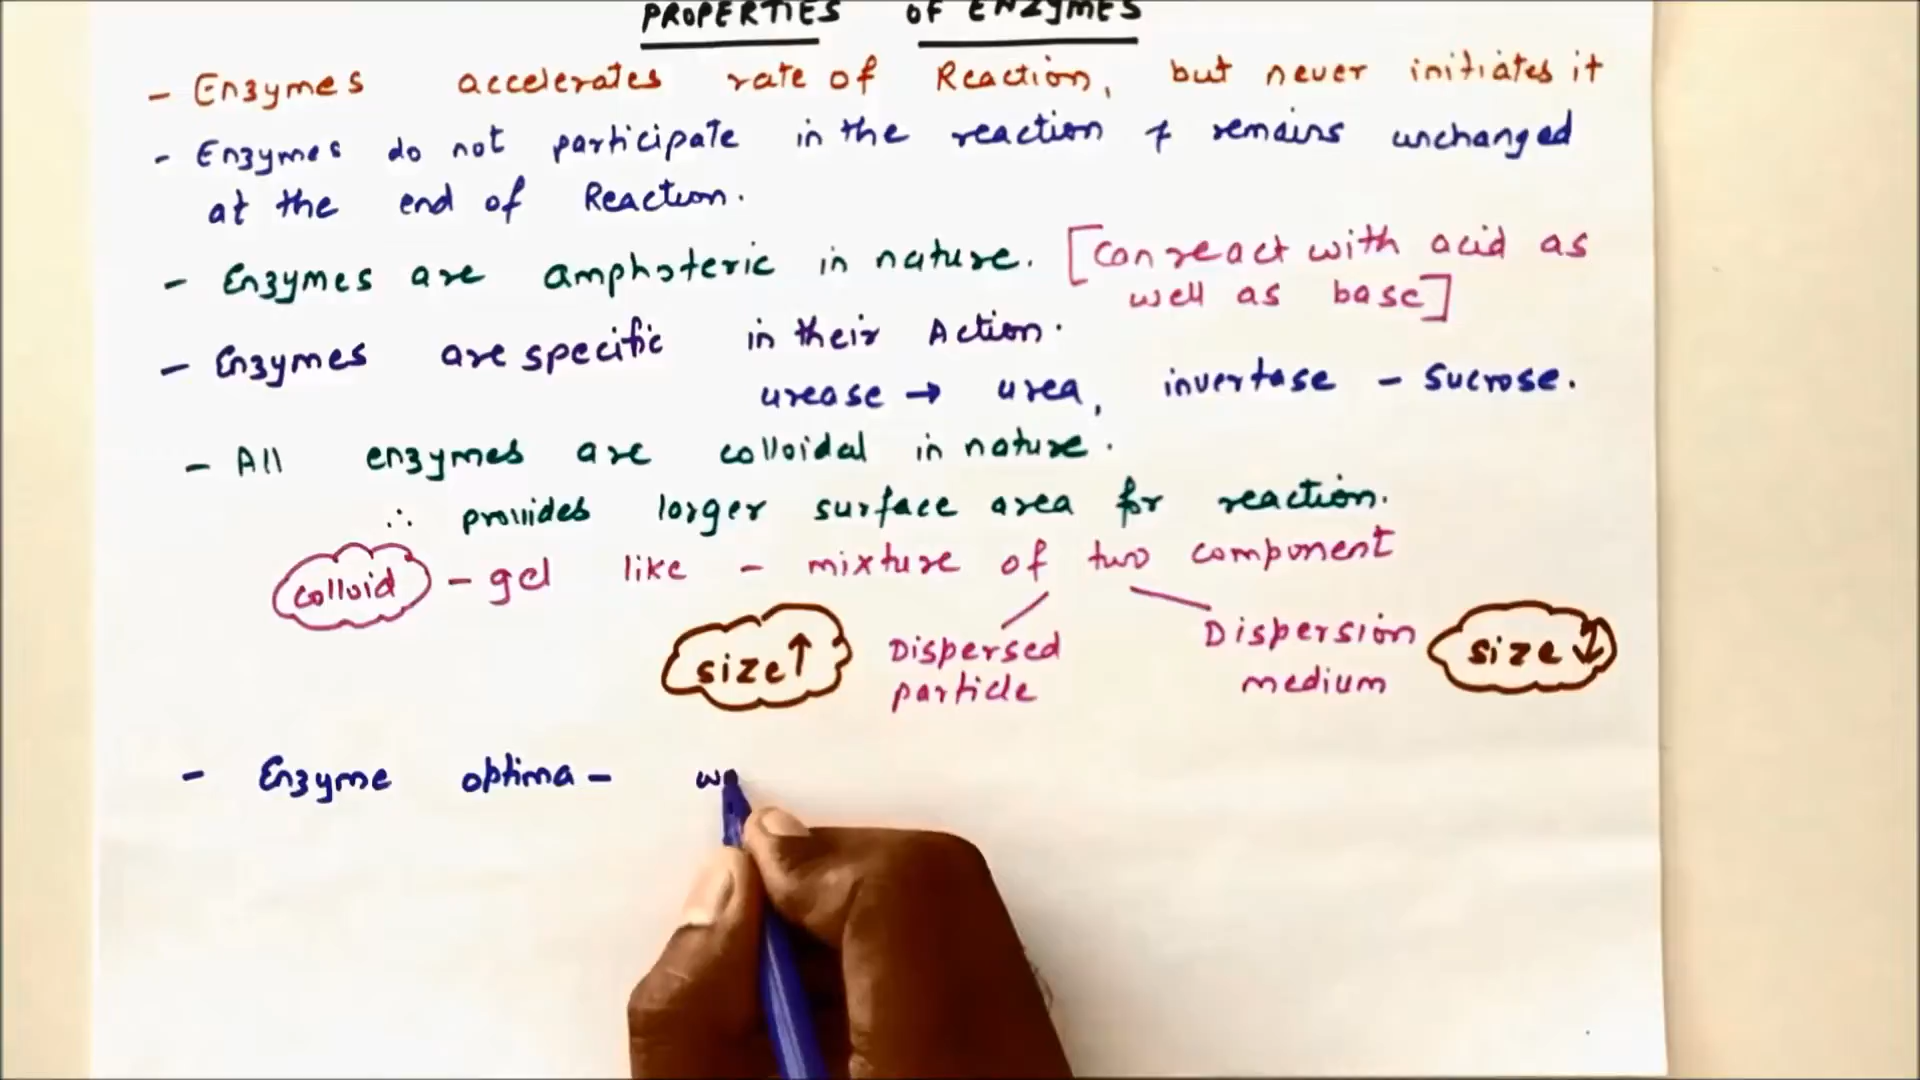 PROPERTIES OF ENZYMES
- Enzymes accelerates rate of Reaction, but never initiates it
- Enzymes do not participate in the reaction & remains unchanged
at the end of Reaction.
- Enzymes are amphoteric in nature. [Can react with acid as
well as base]
- Enzymes are specific in their Action.
urease → urea, invertase - sucrose.
- All enzymes are colloidal in nature.
∴ provides larger surface area for reaction.
colloid - gel like - mixture of two component
size↑ Dispersed
particle
Dispersion
medium
size↓
- Enzyme optima -